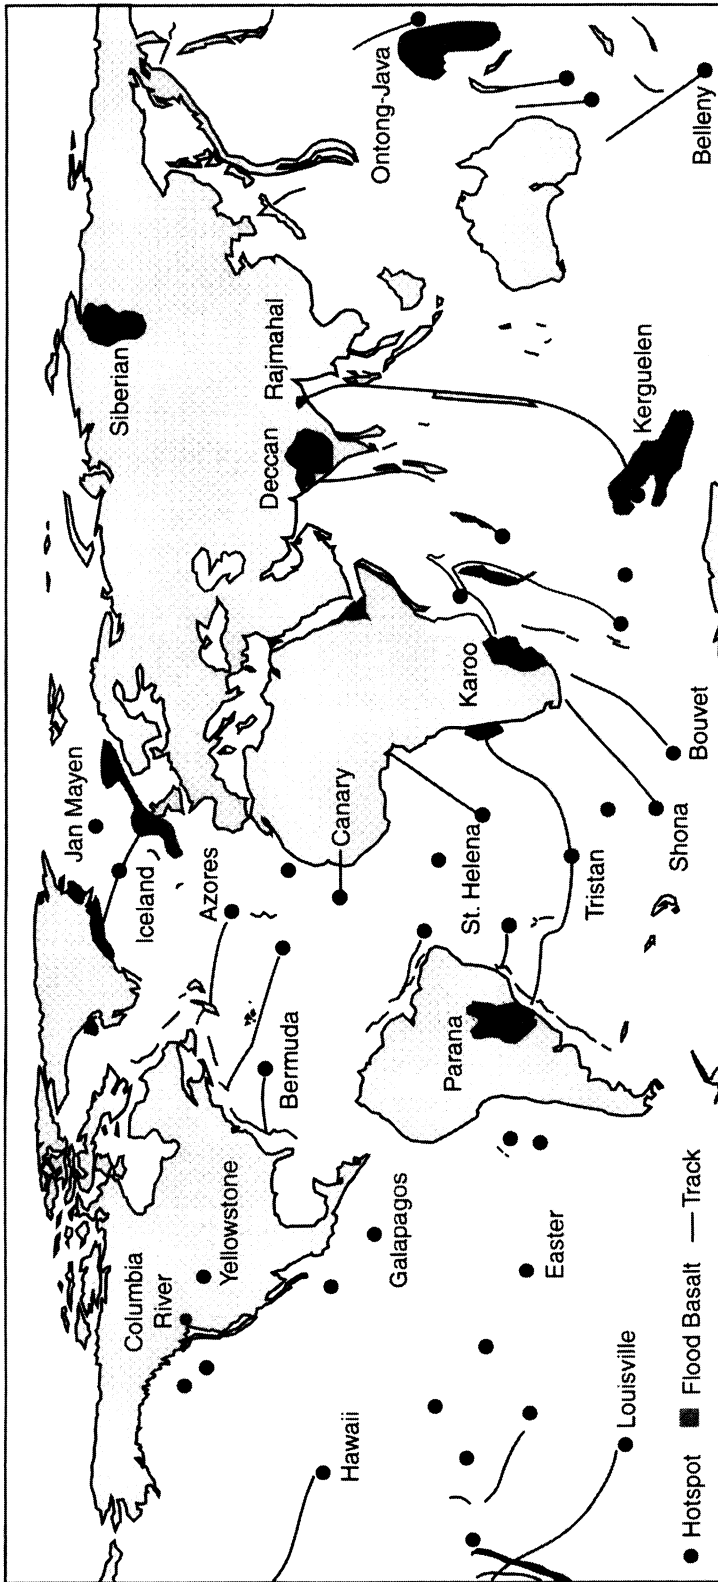 Jan Mayen
Iceland
Siberian
Columbia
River
Yellowstone
Azores
Bermuda
Canary
Deccan
Rajmahal
Hawaii
Galapagos
Parana
St. Helena
Karoo
Ontong-Java
Easter
Tristan
Louisville
Shona
Bouvet
Kerguelen
Belleny
Hotspot
Flood Basalt
Track